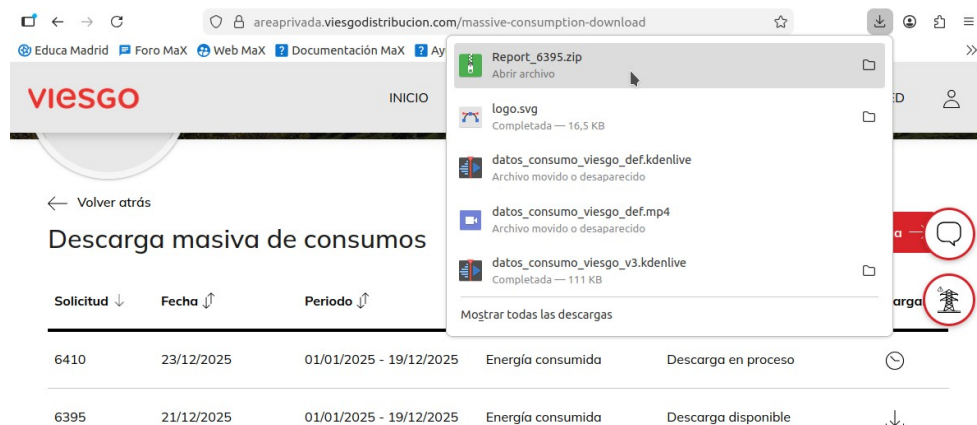 areaprivada.viesgodistribucion.com/massive-consumption-download
Educa Madrid Foro MaX Web MaX Documentación MaX Ay
Report_6395.zip
Abrir archivo
logo.svg
Completada — 16,5 KB
datos_consumo_viesgo_def.kdenlive
Archivo movido o desaparecido
datos_consumo_viesgo_def.mp4
Archivo movido o desaparecido
datos_consumo_viesgo_v3.kdenlive
Completada — 111 KB
Mostrar todas las descargas
viesgo
INICIO
ED
Volver atrás
Descarga masiva de consumos
a
Solicitud Fecha Periodo arga
6410 23/12/2025 01/01/2025 - 19/12/2025 Energía consumida Descarga en proceso
6395 21/12/2025 01/01/2025 - 19/12/2025 Energía consumida Descarga disponible